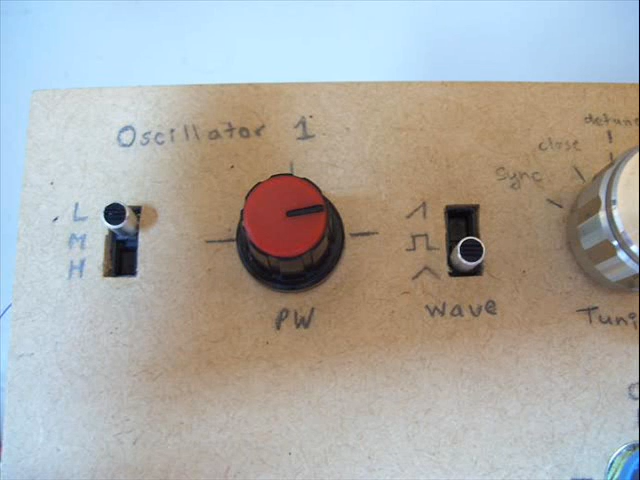 Oscillator 1
detune
close
sync
L
M
H
PW
wave
Tuni